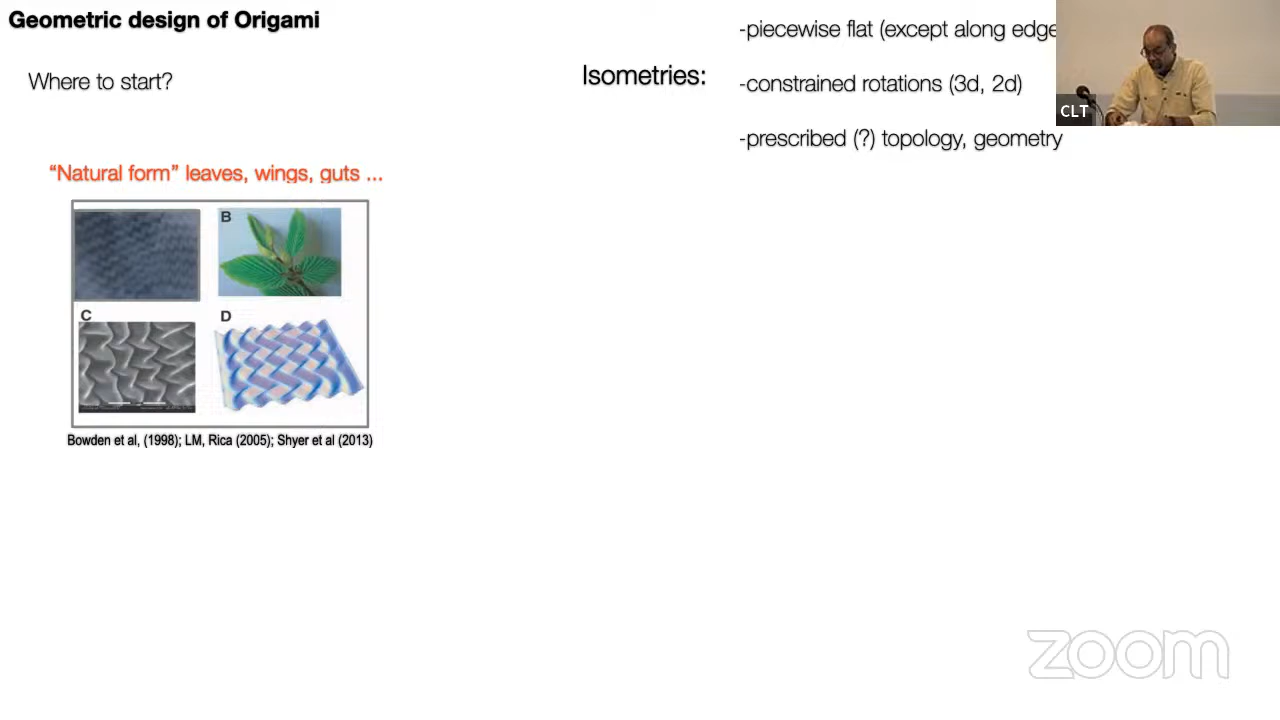 Geometric design of Origami
Where to start?
Isometries:
-piecewise flat (except along edge
-constrained rotations (3d, 2d)
-prescribed (?) topology, geometry
CLT
“Natural form” leaves, wings, guts ...
B
C
D
Bowden et al, (1998); LM, Rica (2005); Shyer et al (2013)
zoom